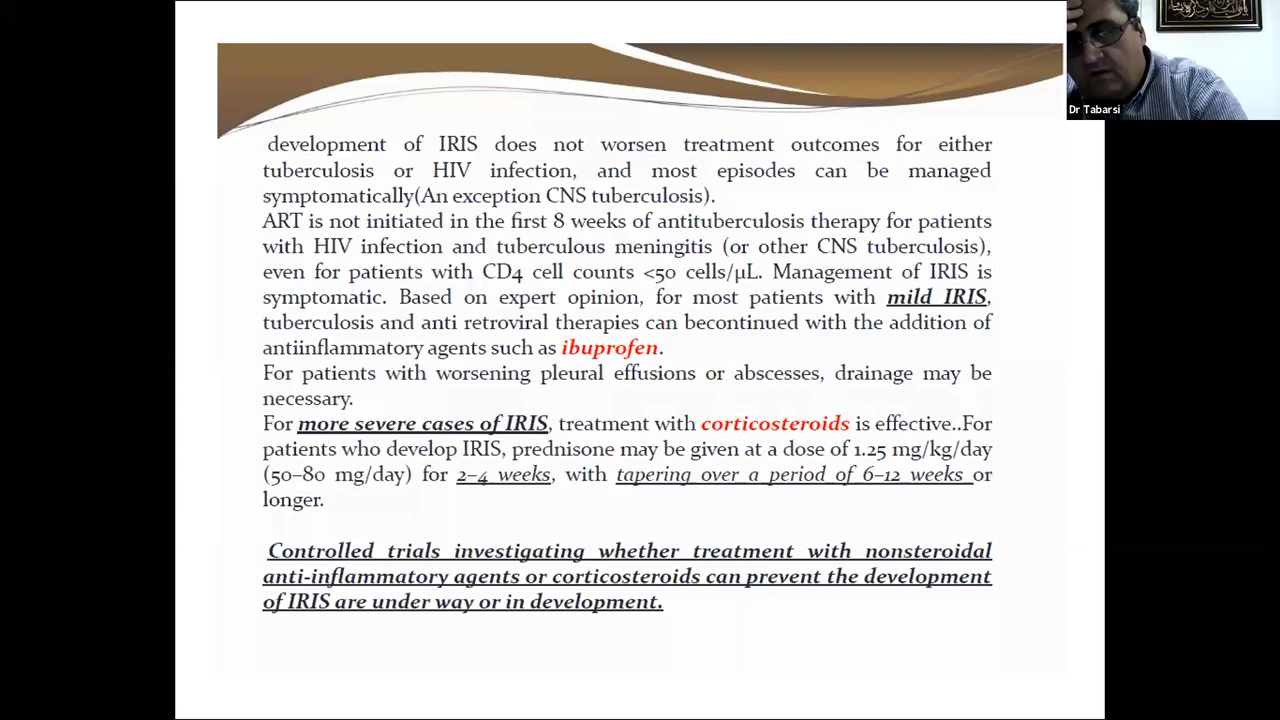 development of IRIS does not worsen treatment outcomes for either
tuberculosis or HIV infection, and most episodes can be managed
symptomatically(An exception CNS tuberculosis).
ART is not initiated in the first 8 weeks of antituberculosis therapy for patients
with HIV infection and tuberculous meningitis (or other CNS tuberculosis),
even for patients with CD4 cell counts <50 cells/μL. Management of IRIS is
symptomatic. Based on expert opinion, for most patients with mild IRIS,
tuberculosis and anti retroviral therapies can becontinued with the addition of
antiinflammatory agents such as ibuprofen.
For patients with worsening pleural effusions or abscesses, drainage may be
necessary.
For more severe cases of IRIS, treatment with corticosteroids is effective..For
patients who develop IRIS, prednisone may be given at a dose of 1.25 mg/kg/day
(50–80 mg/day) for 2–4 weeks, with tapering over a period of 6–12 weeks or
longer.
Controlled trials investigating whether treatment with nonsteroidal
anti-inflammatory agents or corticosteroids can prevent the development
of IRIS are under way or in development.
Dr Tabarsi